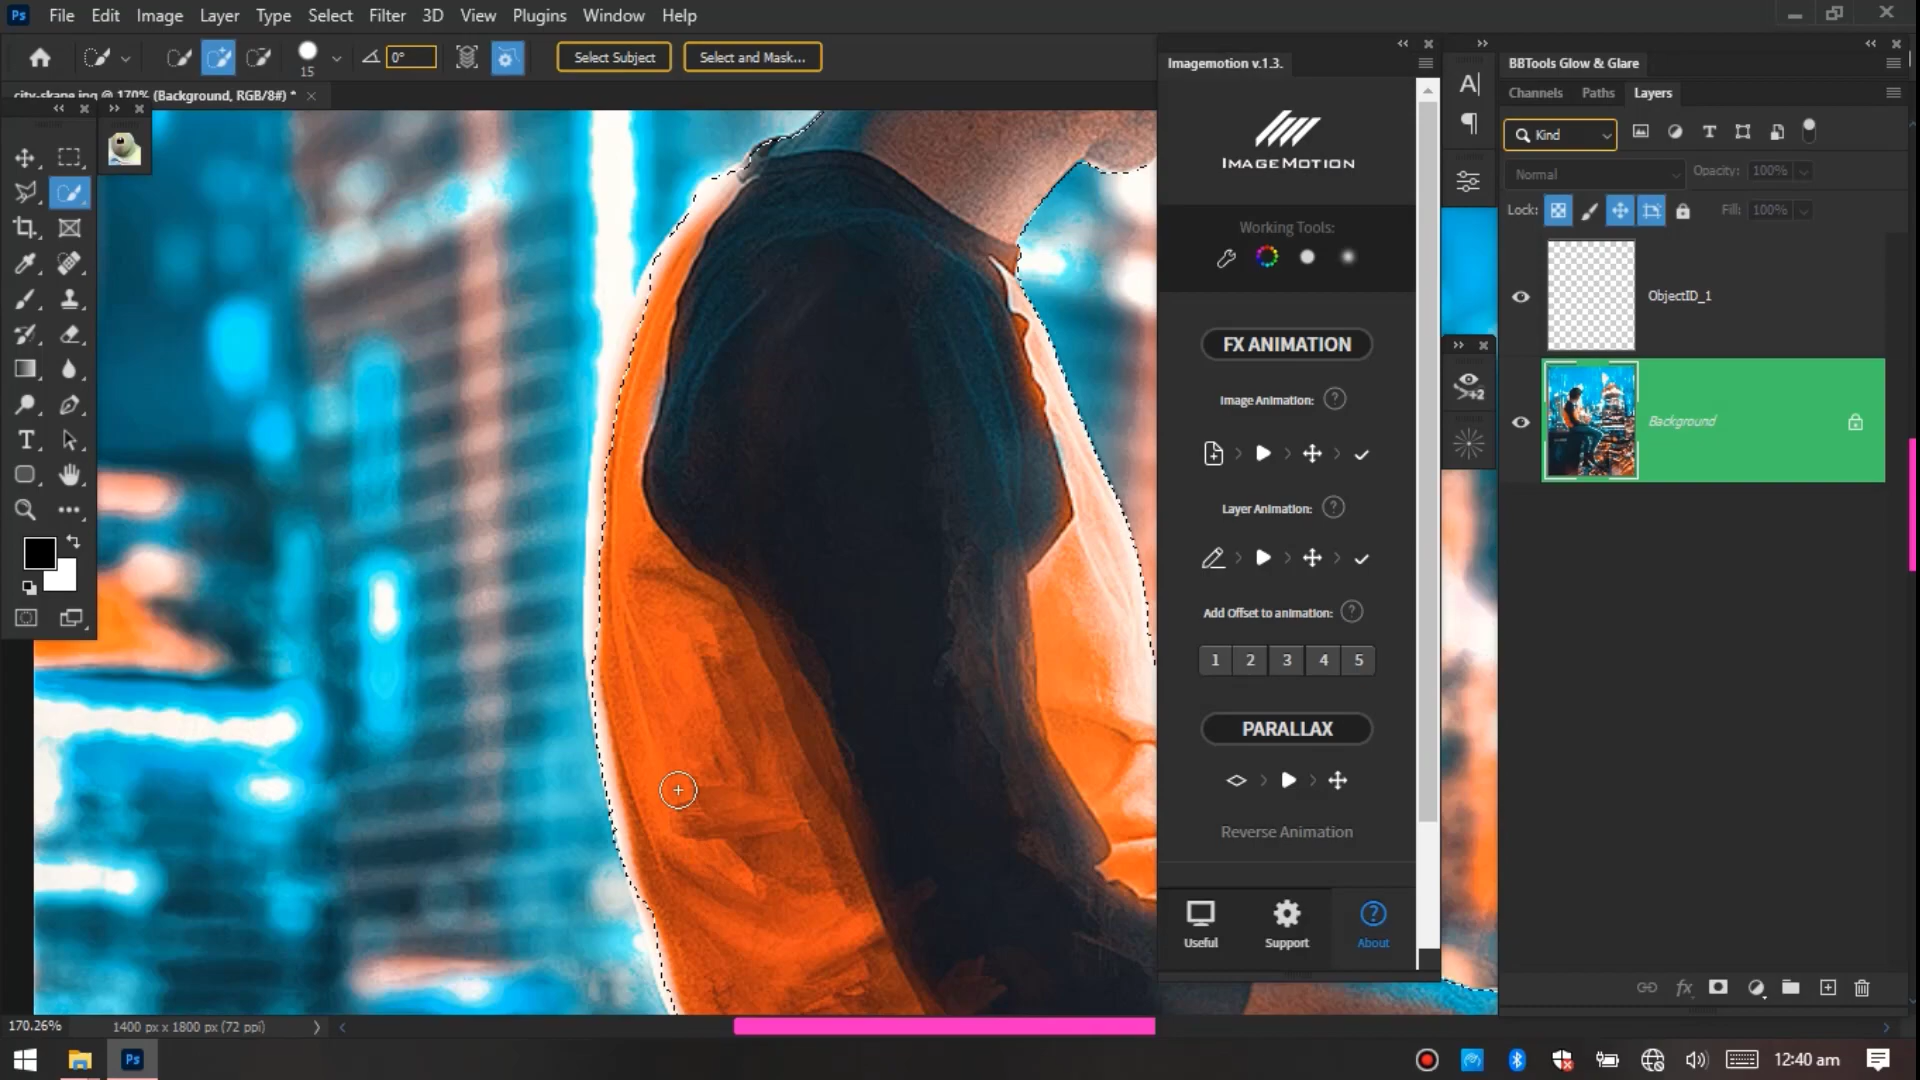 Ps File Edit Image Layer Type Select Filter 3D View Plugins Window Help
15 0° Select Subject Select and Mask...
city-skape.jpg @ 170% (Background, RGB/8#) *
Imagemotion v.1.3.
IMAGEMOTION
Working Tools:
FX ANIMATION
Image Animation: ?
Layer Animation: ?
Add Offset to animation: ?
1 2 3 4 5
PARALLAX
Reverse Animation
Useful Support About
BBTools Glow & Glare
Channels Paths Layers
Kind
Normal Opacity: 100%
Lock: Fill: 100%
ObjectID_1
Background
170.26% 1400 px x 1800 px (72 ppi)
Ps 12:40 am